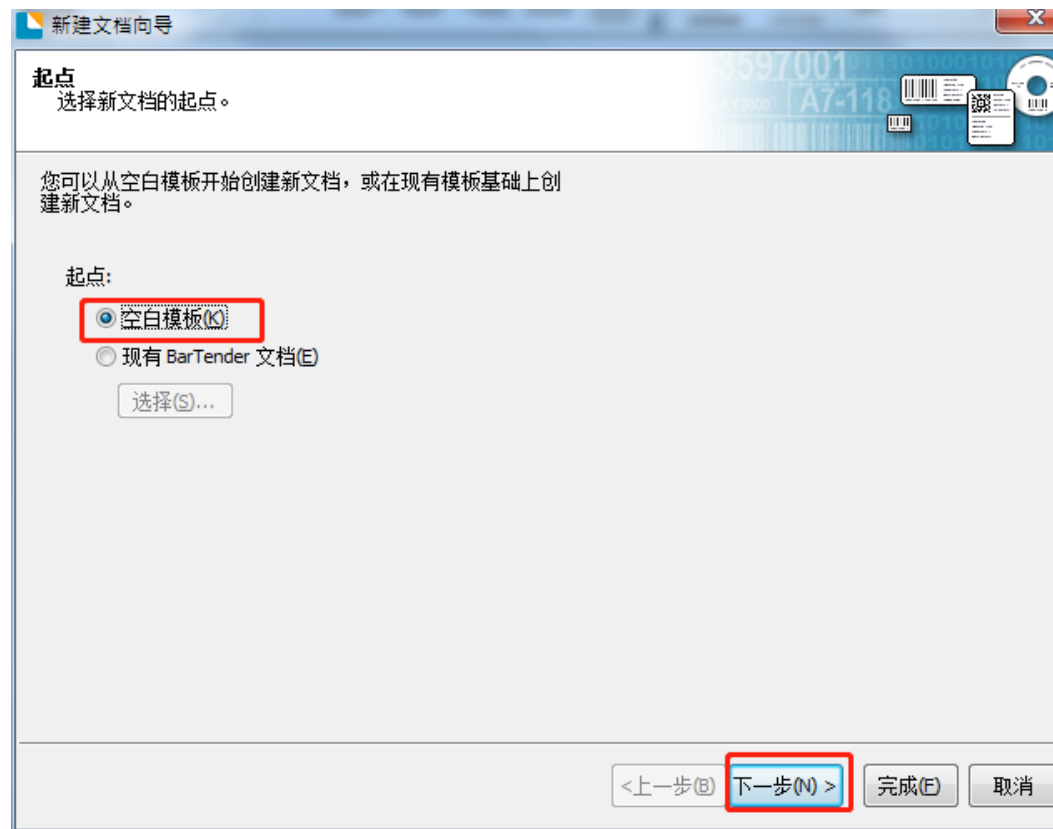 新建文档向导
起点
选择新文档的起点。
3597001
A7-118
您可以从空白模板开始创建新文档，或在现有模板基础上创
建新文档。
起点:
空白模板(K)
现有 BarTender 文档(E)
选择(S)...
<上一步(B) 下一步(N) > 完成(F) 取消